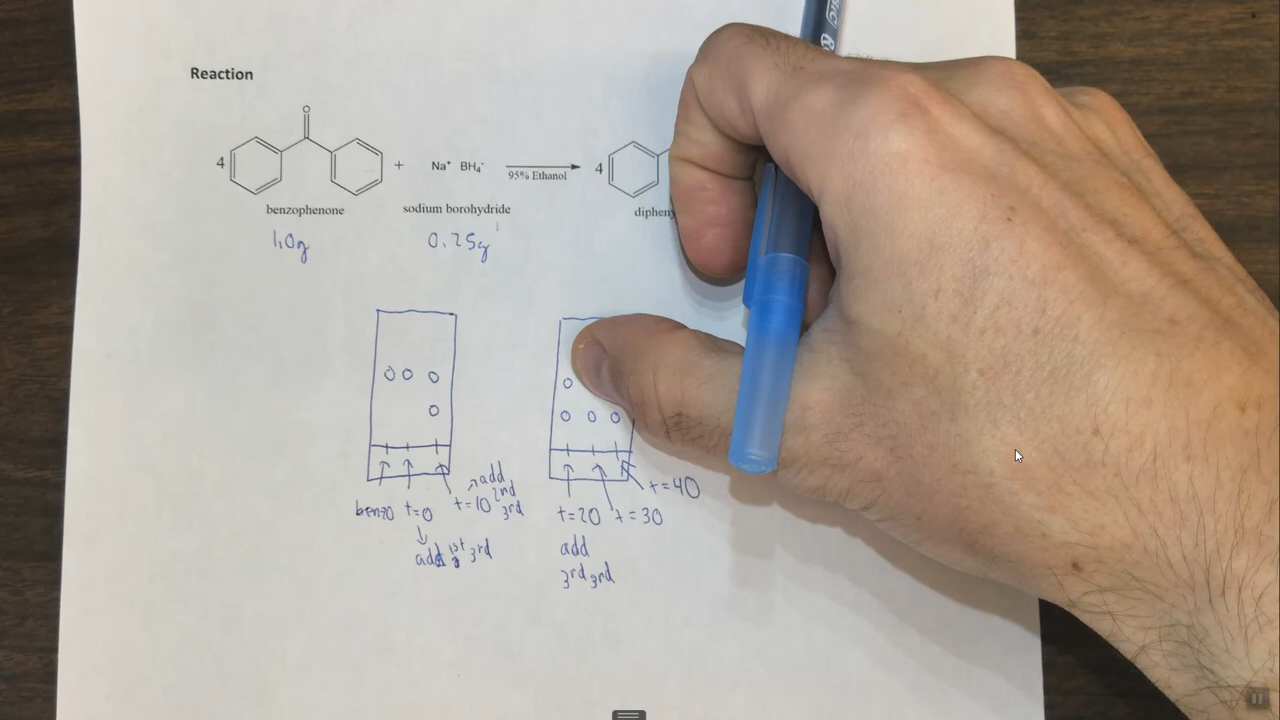 Reaction
O
4 + Na+ BH4- 4
95% Ethanol
benzophenone sodium borohydride dipheny
1.0g 0.25g
benzo t=0 t=10 add 2nd 3rd
add 1st 3rd
t=20 t=30 t=40
add
3rd 3rd